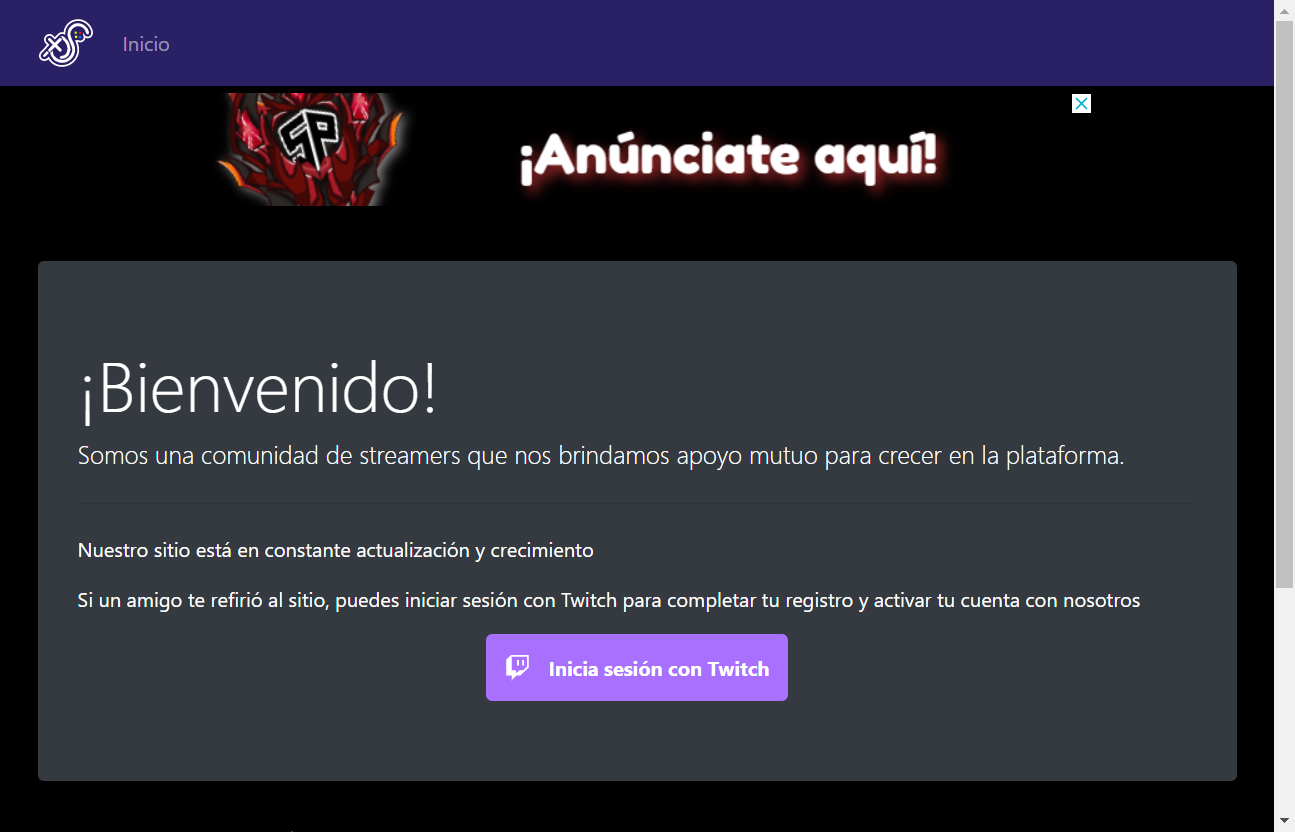 Inicio
¡Anúnciate aquí!
¡Bienvenido!
Somos una comunidad de streamers que nos brindamos apoyo mutuo para crecer en la plataforma.
Nuestro sitio está en constante actualización y crecimiento
Si un amigo te refirió al sitio, puedes iniciar sesión con Twitch para completar tu registro y activar tu cuenta con nosotros
Inicia sesión con Twitch